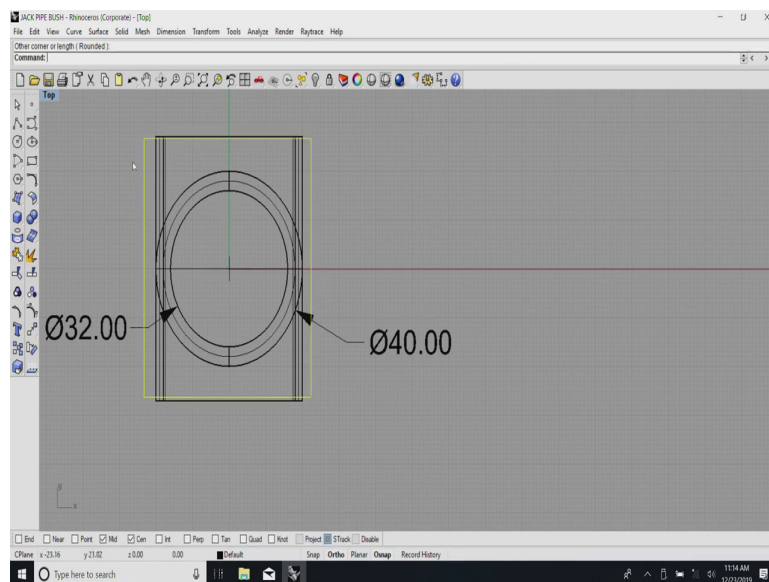 JACK PIPE BUSH - Rhinoceros (Corporate) - [Top]
File Edit View Curve Surface Solid Mesh Dimension Transform Tools Analyze Render Raytrace Help
Other corner or length ( Rounded ):
Command:
Top
Ø32.00
Ø40.00
y
x
End Near Point Mid Cen Int Perp Tan Quad Knot Project STrack Disable
CPlane x -23.16 y 21.02 z 0.00 0.00 Default Snap Ortho Planar Osnap Record History
Type here to search
11:14 AM
12/23/2019